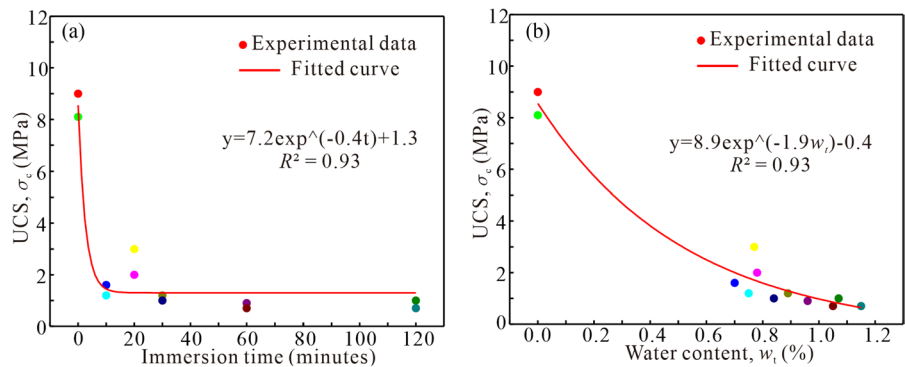 (a)
Experimental data
Fitted curve
y=7.2exp^(-0.4t)+1.3
R² = 0.93
UCS, σc (MPa)
12
10
8
6
4
2
0
0 20 40 60 80 100 120
Immersion time (minutes)
(b)
Experimental data
Fitted curve
y=8.9exp^(-1.9wt)-0.4
R² = 0.93
UCS, σc (MPa)
12
10
8
6
4
2
0
0.0 0.2 0.4 0.6 0.8 1.0 1.2
Water content, wt (%)